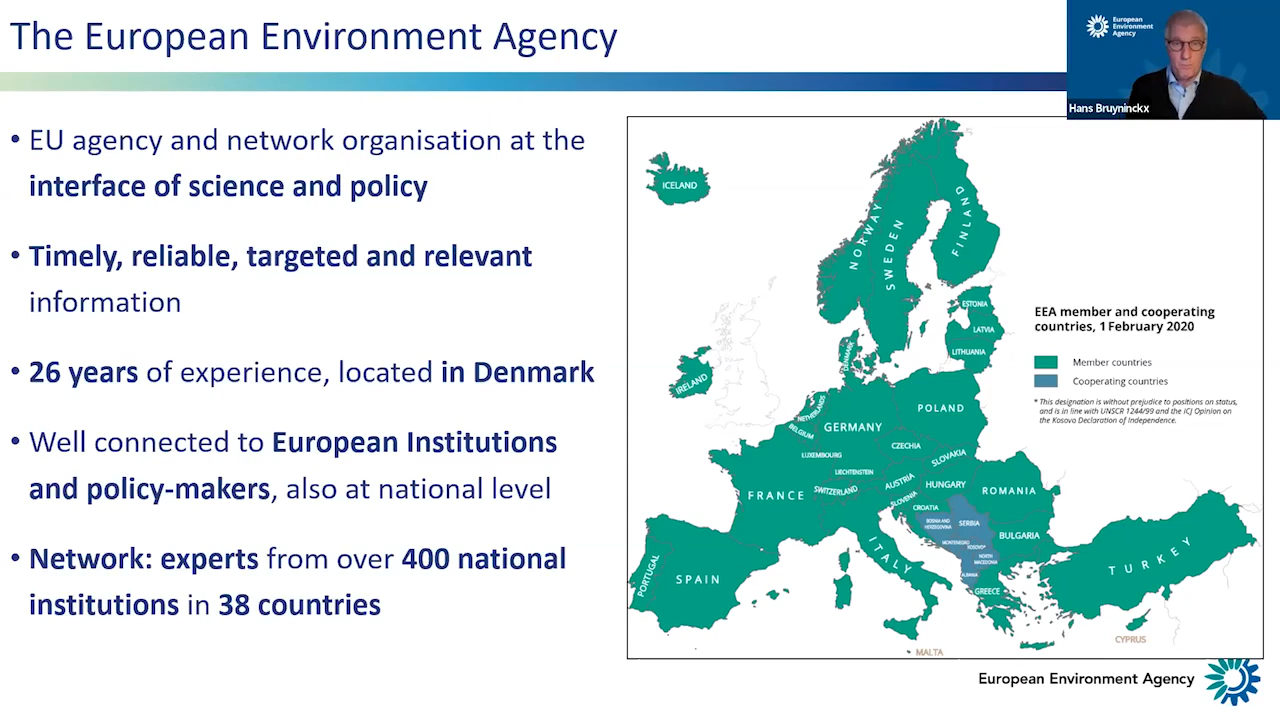 The European Environment Agency
European
Environment
Agency
Hans Bruyninckx
• EU agency and network organisation at the
interface of science and policy
• Timely, reliable, targeted and relevant
information
• 26 years of experience, located in Denmark
• Well connected to European Institutions
and policy-makers, also at national level
• Network: experts from over 400 national
institutions in 38 countries
ICELAND
NORWAY
SWEDEN
FINLAND
ESTONIA
LATVIA
LITHUANIA
DENMARK
IRELAND
NETHERLANDS
BELGIUM
GERMANY
POLAND
LUXEMBOURG
CZECHIA
SLOVAKIA
LIECHTENSTEIN
FRANCE
SWITZERLAND
AUSTRIA
HUNGARY
SLOVENIA
ROMANIA
CROATIA
BOSNIA AND
HERZEGOVINA
SERBIA
MONTENEGRO
KOSOVO*
BULGARIA
NORTH
MACEDONIA
ALBANIA
ITALY
PORTUGAL
SPAIN
GREECE
TURKEY
CYPRUS
MALTA
EEA member and cooperating
countries, 1 February 2020
Member countries
Cooperating countries
* This designation is without prejudice to positions on status,
and is in line with UNSCR 1244/99 and the ICJ Opinion on
the Kosovo Declaration of Independence.
European Environment Agency